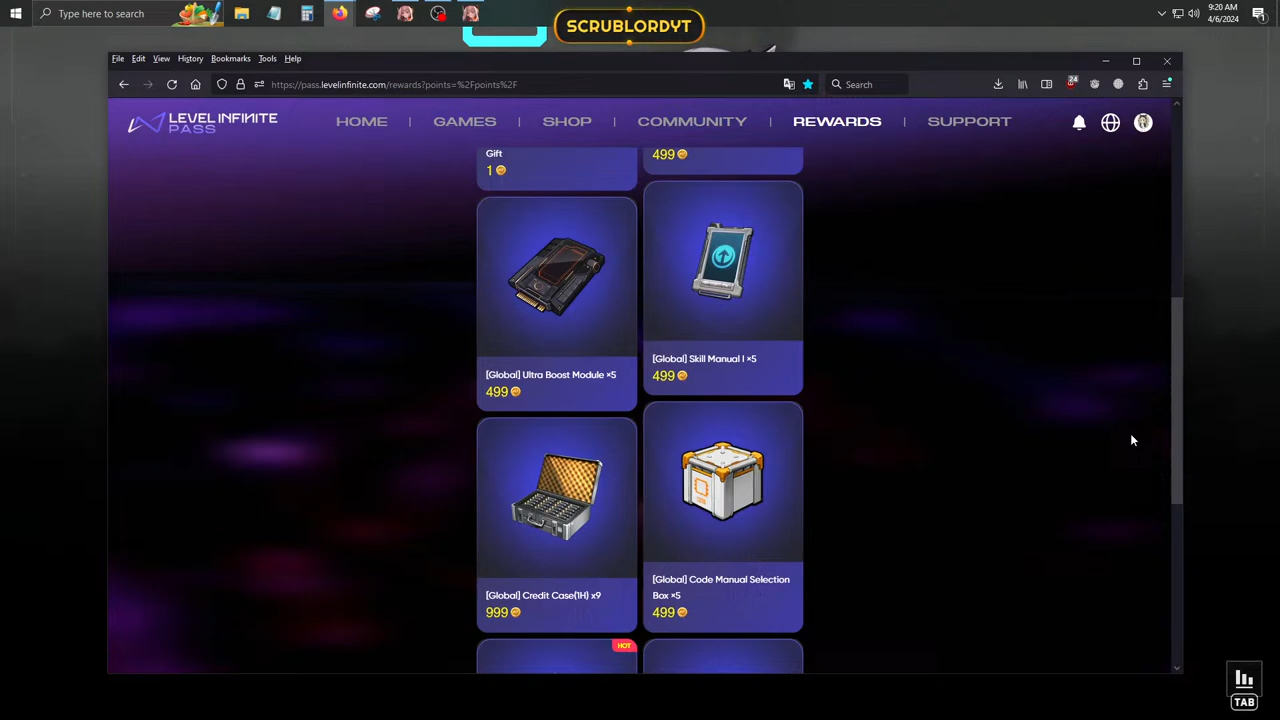 Type here to search
9:20 AM
4/6/2024
1
SCRUBLORDYT
File Edit View History Bookmarks Tools Help
https://pass.levelinfinite.com/rewards?points=%2Fpoints%2F
Search
24
LEVEL INFINITE
PASS
HOME | GAMES | SHOP | COMMUNITY | REWARDS | SUPPORT
Gift
1
499
[Global] Ultra Boost Module ×5
499
[Global] Skill Manual I ×5
499
[Global] Credit Case(1H) x9
999
[Global] Code Manual Selection
Box ×5
499
HOT
TAB